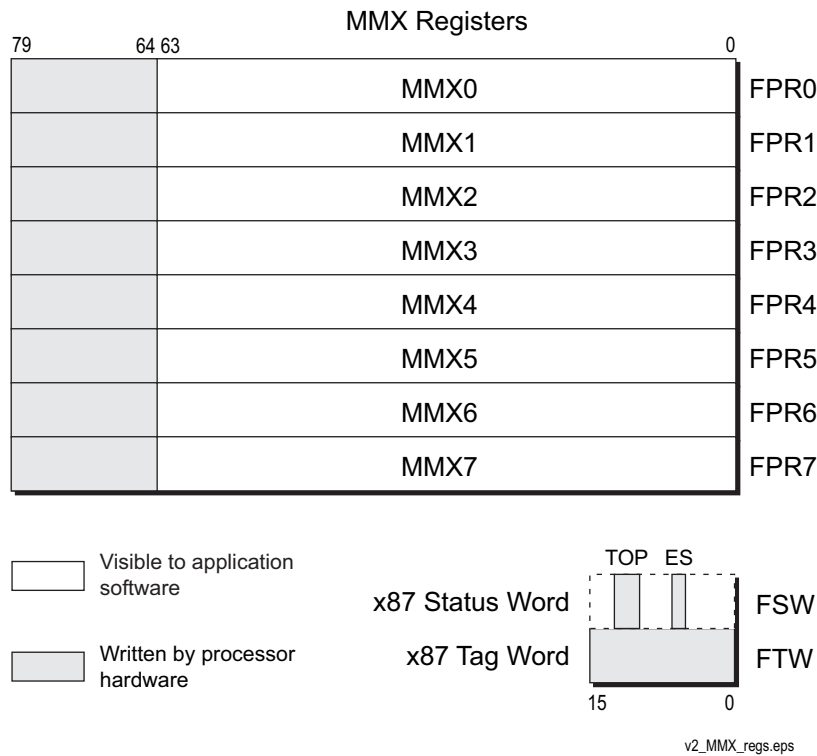 MMX Registers
79 64 63 0
MMX0 FPR0
MMX1 FPR1
MMX2 FPR2
MMX3 FPR3
MMX4 FPR4
MMX5 FPR5
MMX6 FPR6
MMX7 FPR7
Visible to application
software
Written by processor
hardware
TOP ES
x87 Status Word FSW
x87 Tag Word FTW
15 0
v2_MMX_regs.eps